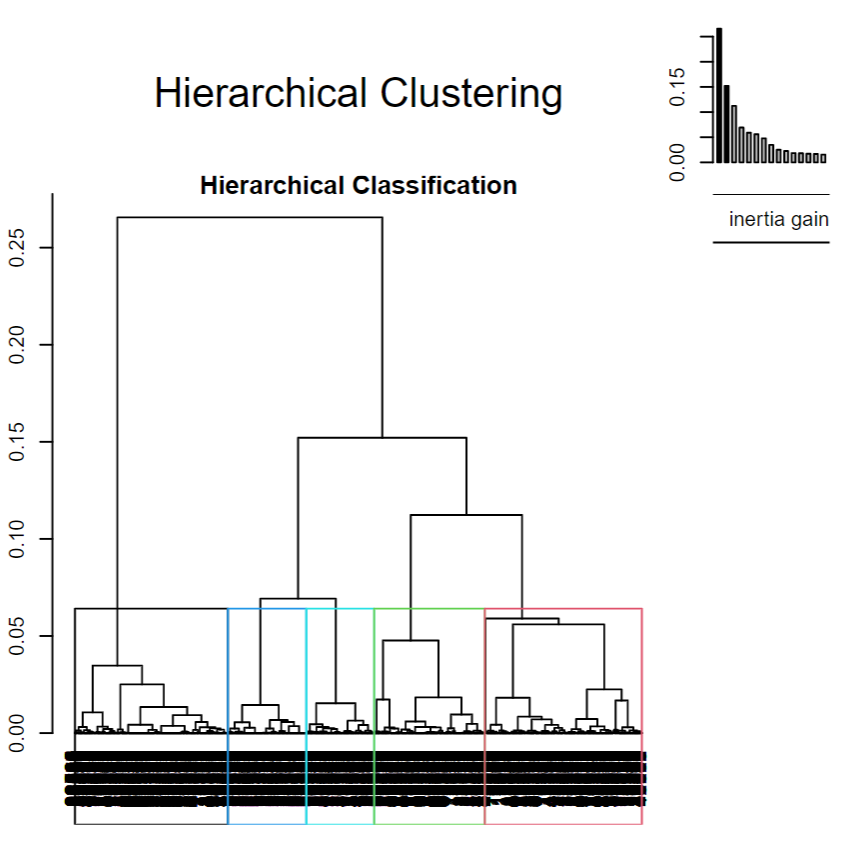 Hierarchical Clustering
0.15
0.00
inertia gain
Hierarchical Classification
0.25
0.20
0.15
0.10
0.05
0.00